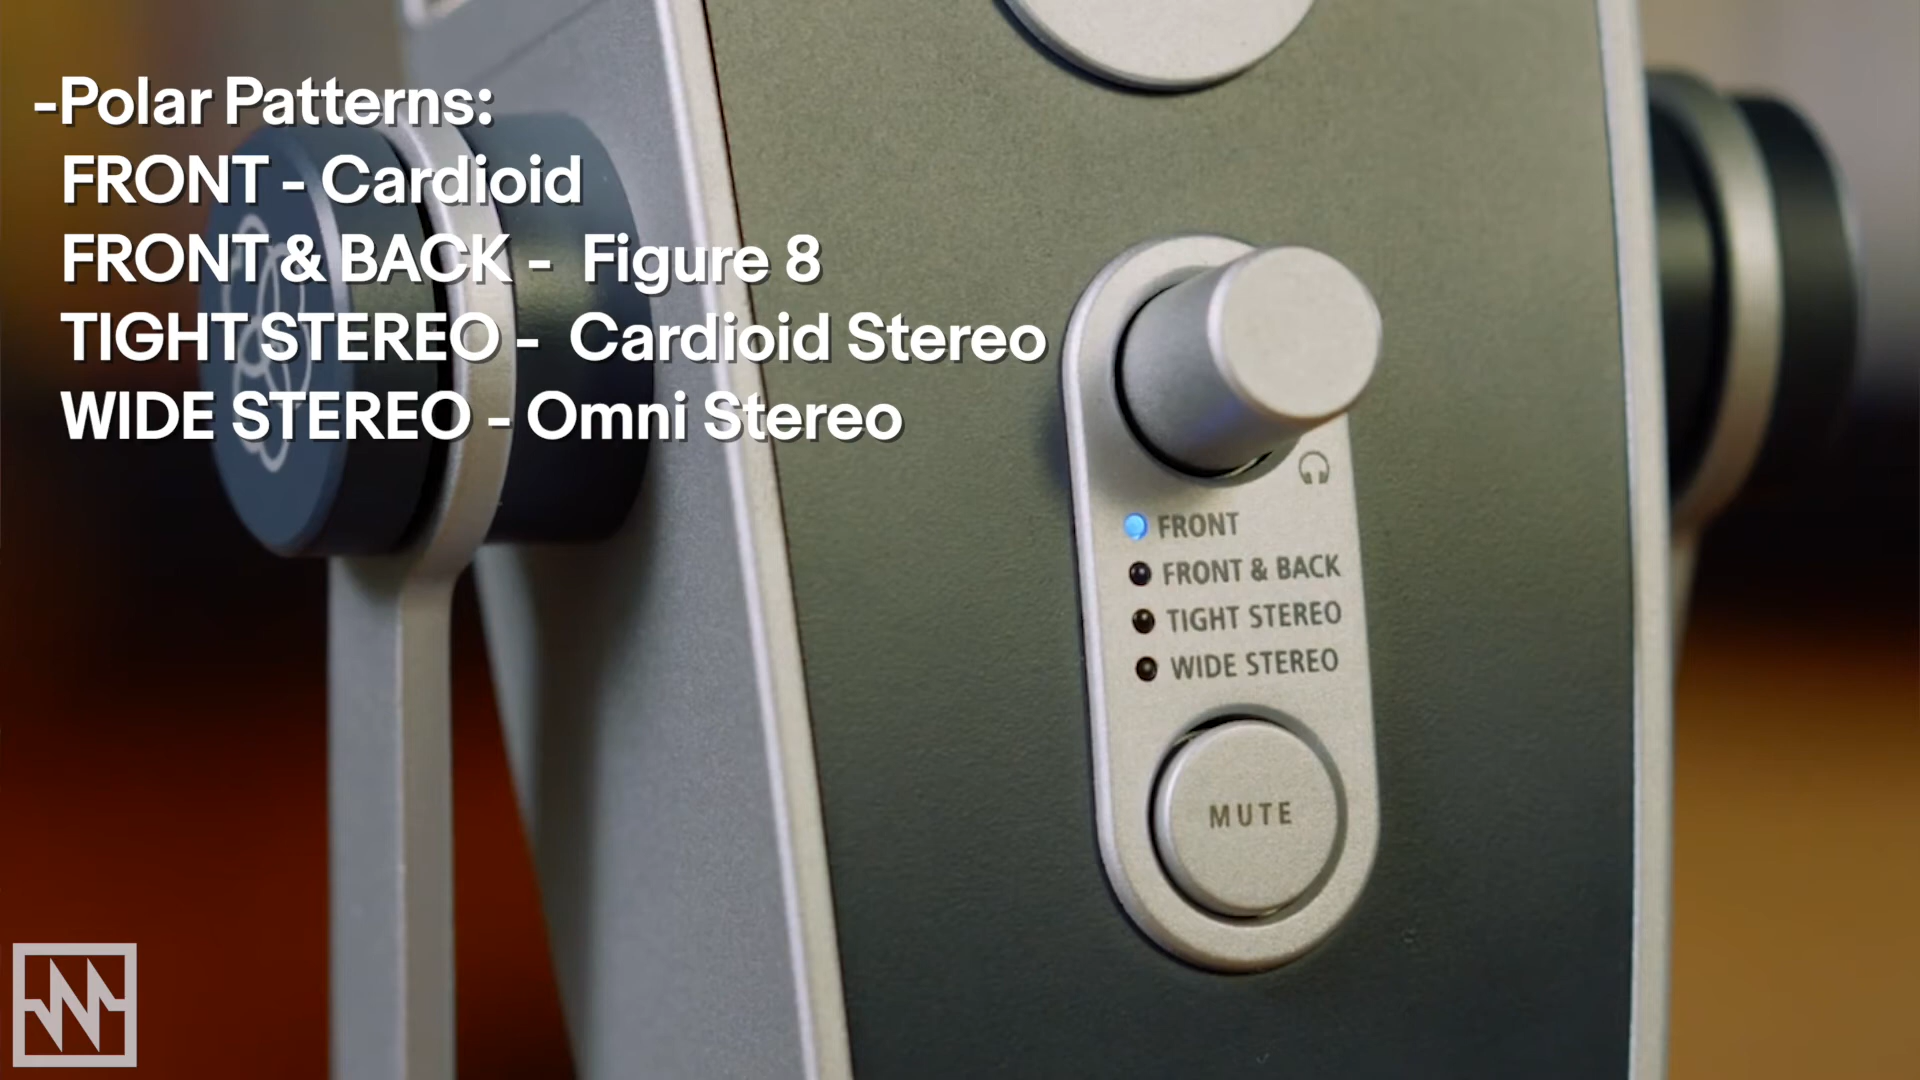 -Polar Patterns:
FRONT - Cardioid
FRONT & BACK - Figure 8
TIGHT STEREO - Cardioid Stereo
WIDE STEREO - Omni Stereo
FRONT
FRONT & BACK
TIGHT STEREO
WIDE STEREO
MUTE